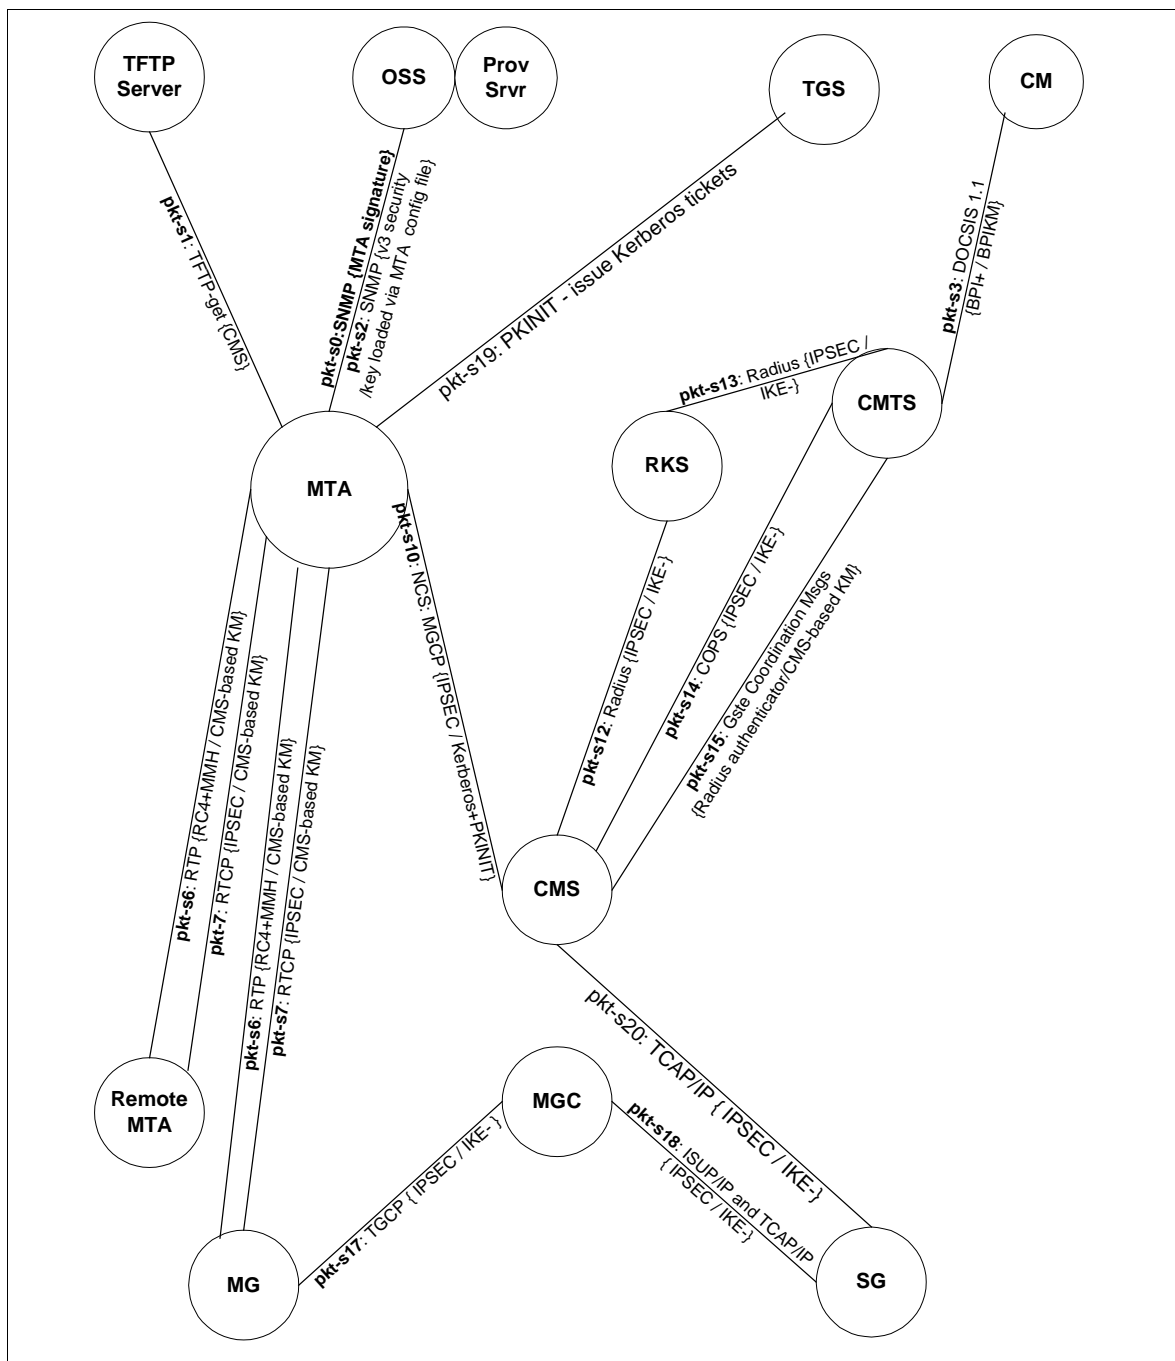 TFTP
Server
OSS
Prov
Srvr
TGS
CM
pkt-s1: TFTP-get {CMS}
pkt-s0:SNMP {MTA signature}
pkt-s2: SNMP {v3 security
/key loaded via MTA config file}
pkt-s19: PKINIT - issue Kerberos tickets
pkt-s3: DOCSIS 1.1
{BPI+ / BPIKM}
pkt-s13: Radius {IPSEC /
IKE-}
CMTS
RKS
MTA
pkt-s10: NCS: MGCP {IPSEC / Kerberos+PKINIT}
pkt-s12: Radius {IPSEC / IKE-}
pkt-s14: COPS {IPSEC / IKE-}
pkt-s15: Gste Coordination Msgs
{Radius authenticator/CMS-based KM}
pkt-s6: RTP {RC4+MMH / CMS-based KM}
pkt-7: RTCP {IPSEC / CMS-based KM}
pkt-s6: RTP {RC4+MMH / CMS-based KM}
pkt-s7: RTCP {IPSEC / CMS-based KM}
CMS
pkt-s20: TCAP/IP { IPSEC / IKE-}
Remote
MTA
MGC
pkt-s18: ISUP/IP and TCAP/IP
{ IPSEC / IKE-}
pkt-s17: TGCP { IPSEC / IKE- }
MG
SG